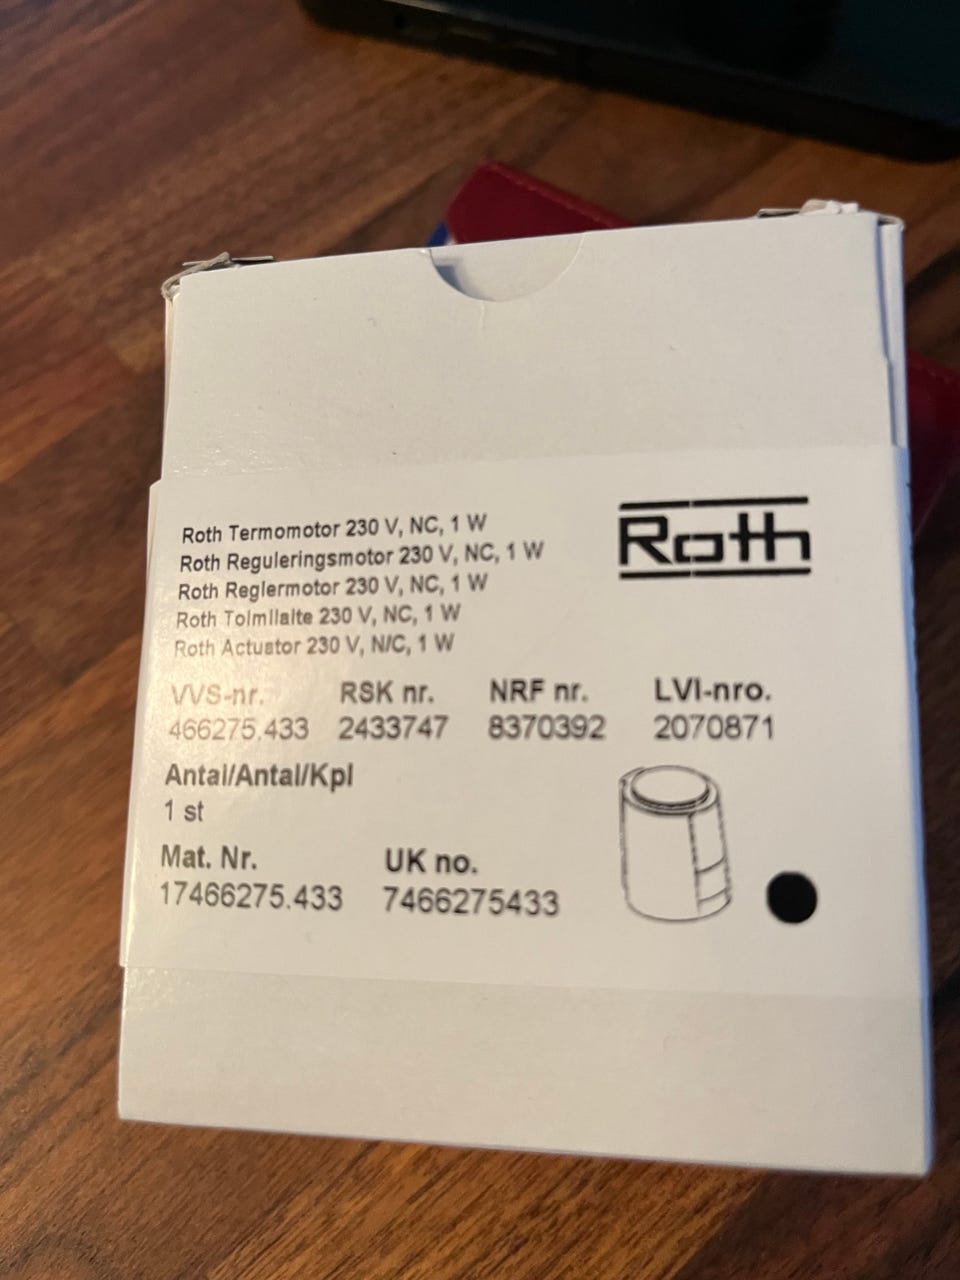 Roth Termomotor 230 V, NC, 1 W
Roth Reguleringsmotor 230 V, NC, 1 W
Roth Reglermotor 230 V, NC, 1 W
Roth Toimilaite 230 V, NC, 1 W
Roth Actuator 230 V, N/C, 1 W
Roth
VVS-nr. RSK nr. NRF nr. LVI-nro.
466275.433 2433747 8370392 2070871
Antal/Antal/Kpl
1 st
Mat. Nr. UK no.
17466275.433 7466275433